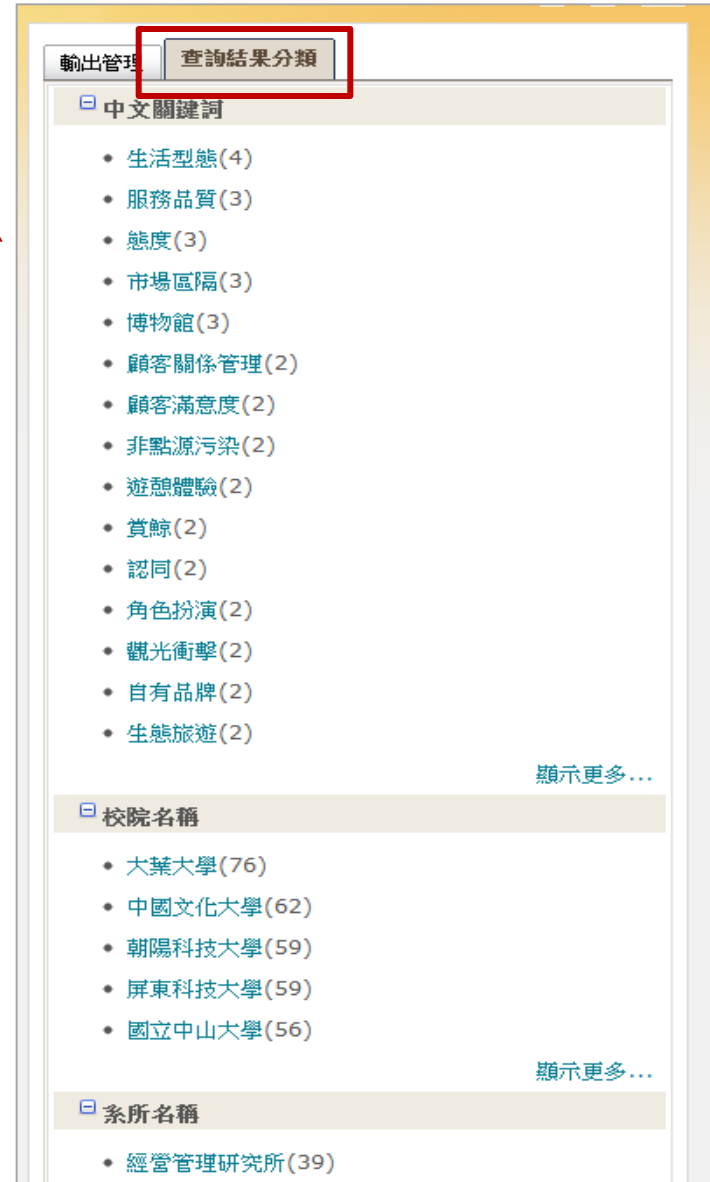 輸出管理 查詢結果分類
中文關鍵詞
生活型態(4)
服務品質(3)
態度(3)
市場區隔(3)
博物館(3)
顧客關係管理(2)
顧客滿意度(2)
非點源污染(2)
遊憩體驗(2)
賞鯨(2)
認同(2)
角色扮演(2)
觀光衝擊(2)
自有品牌(2)
生態旅遊(2)
顯示更多...
校院名稱
大葉大學(76)
中國文化大學(62)
朝陽科技大學(59)
屏東科技大學(59)
國立中山大學(56)
顯示更多...
系所名稱
經營管理研究所(39)